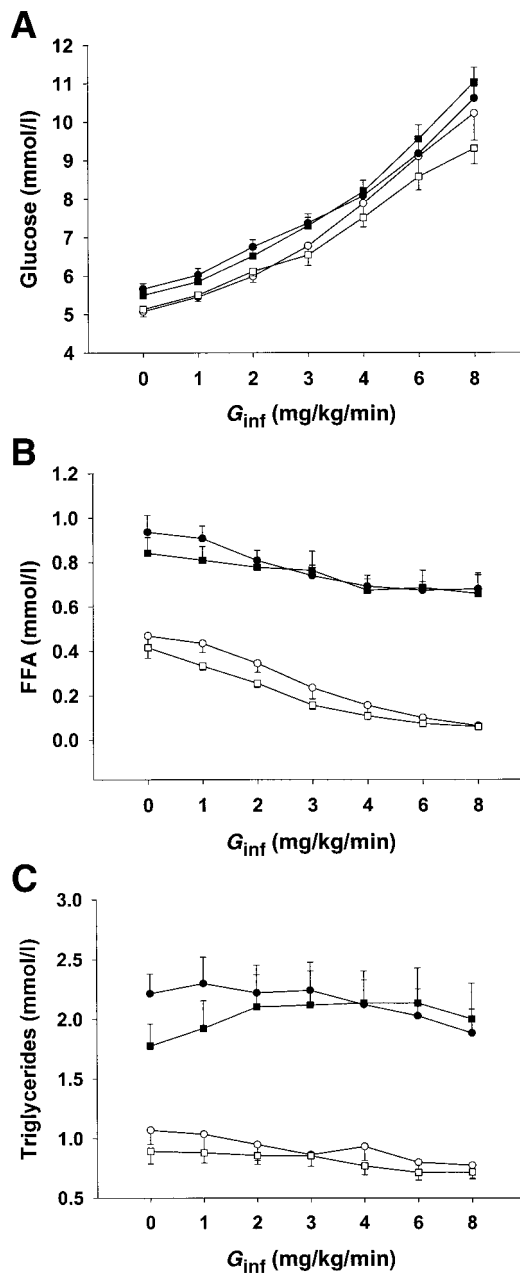 A
Glucose (mmol/l)
12
11
10
9
8
7
6
5
4
0 1 2 3 4 6 8
Ginf (mg/kg/min)
B
FFA (mmol/l)
1.2
1.0
0.8
0.6
0.4
0.2
0.0
0 1 2 3 4 6 8
Ginf (mg/kg/min)
C
Triglycerides (mmol/l)
3.0
2.5
2.0
1.5
1.0
0.5
0 1 2 3 4 6 8
Ginf (mg/kg/min)